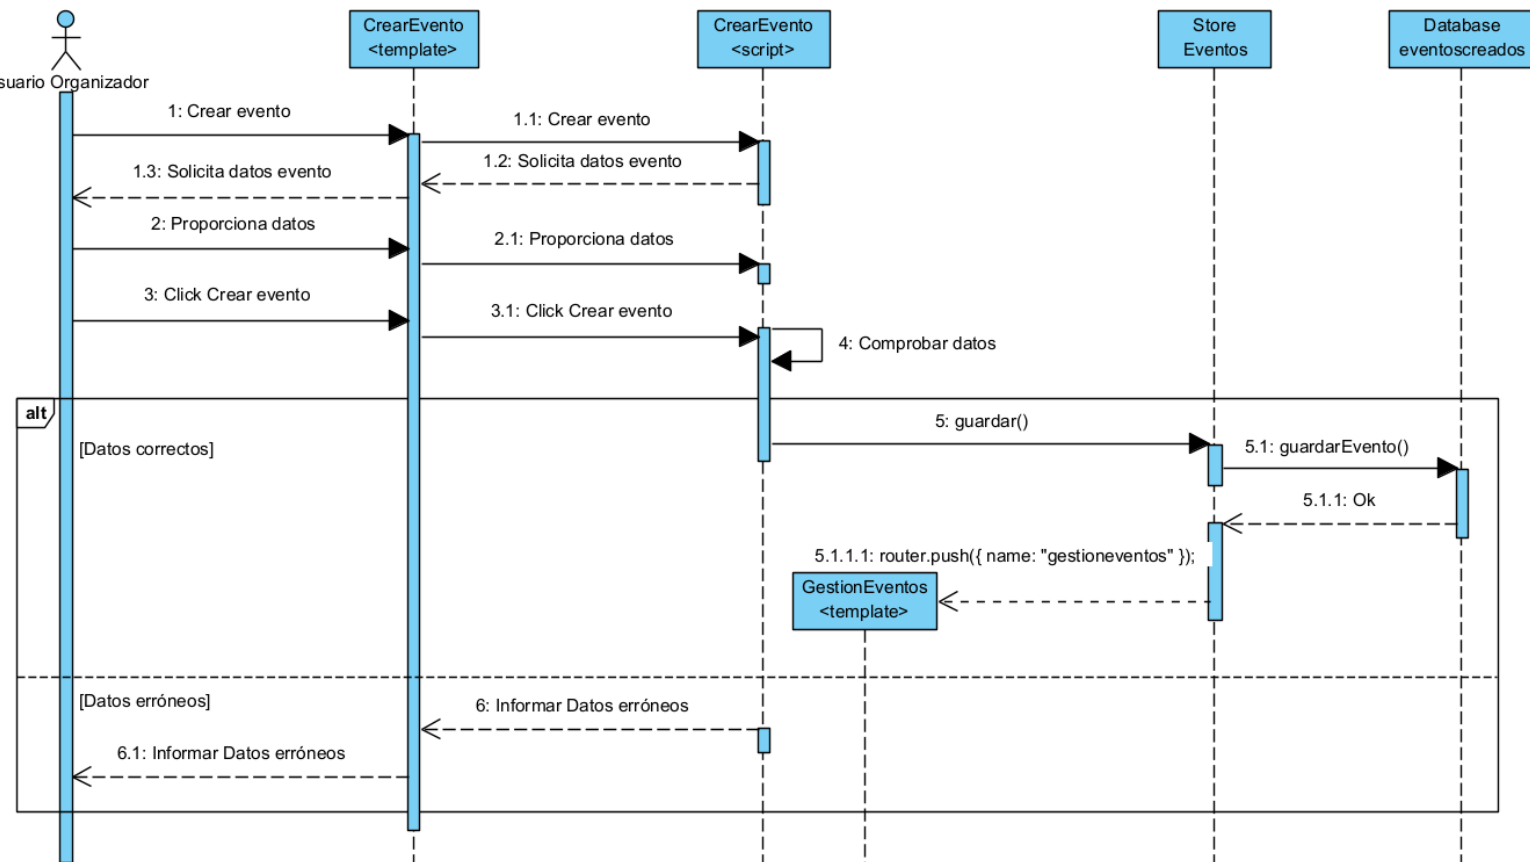 CrearEvento
<template>
CrearEvento
<script>
Store
Eventos
Database
eventoscreados
suario Organizador
1: Crear evento
1.1: Crear evento
1.2: Solicita datos evento
1.3: Solicita datos evento
2: Proporciona datos
2.1: Proporciona datos
3: Click Crear evento
3.1: Click Crear evento
4: Comprobar datos
alt
[Datos correctos]
5: guardar()
5.1: guardarEvento()
5.1.1: Ok
5.1.1.1: router.push({ name: "gestioneventos" });
GestionEventos
<template>
[Datos erróneos]
6: Informar Datos erróneos
6.1: Informar Datos erróneos